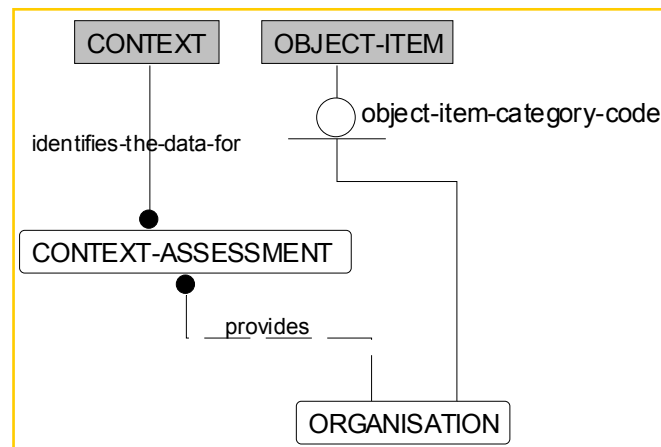 CONTEXT
OBJECT-ITEM
object-item-category-code
identifies-the-data-for
CONTEXT-ASSESSMENT
provides
ORGANISATION